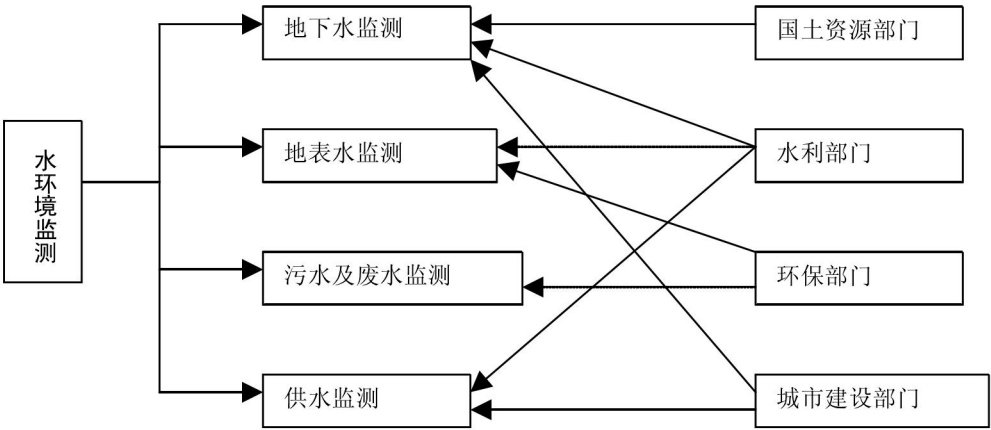 水环境监测
地下水监测
国土资源部门
地表水监测
水利部门
污水及废水监测
环保部门
供水监测
城市建设部门